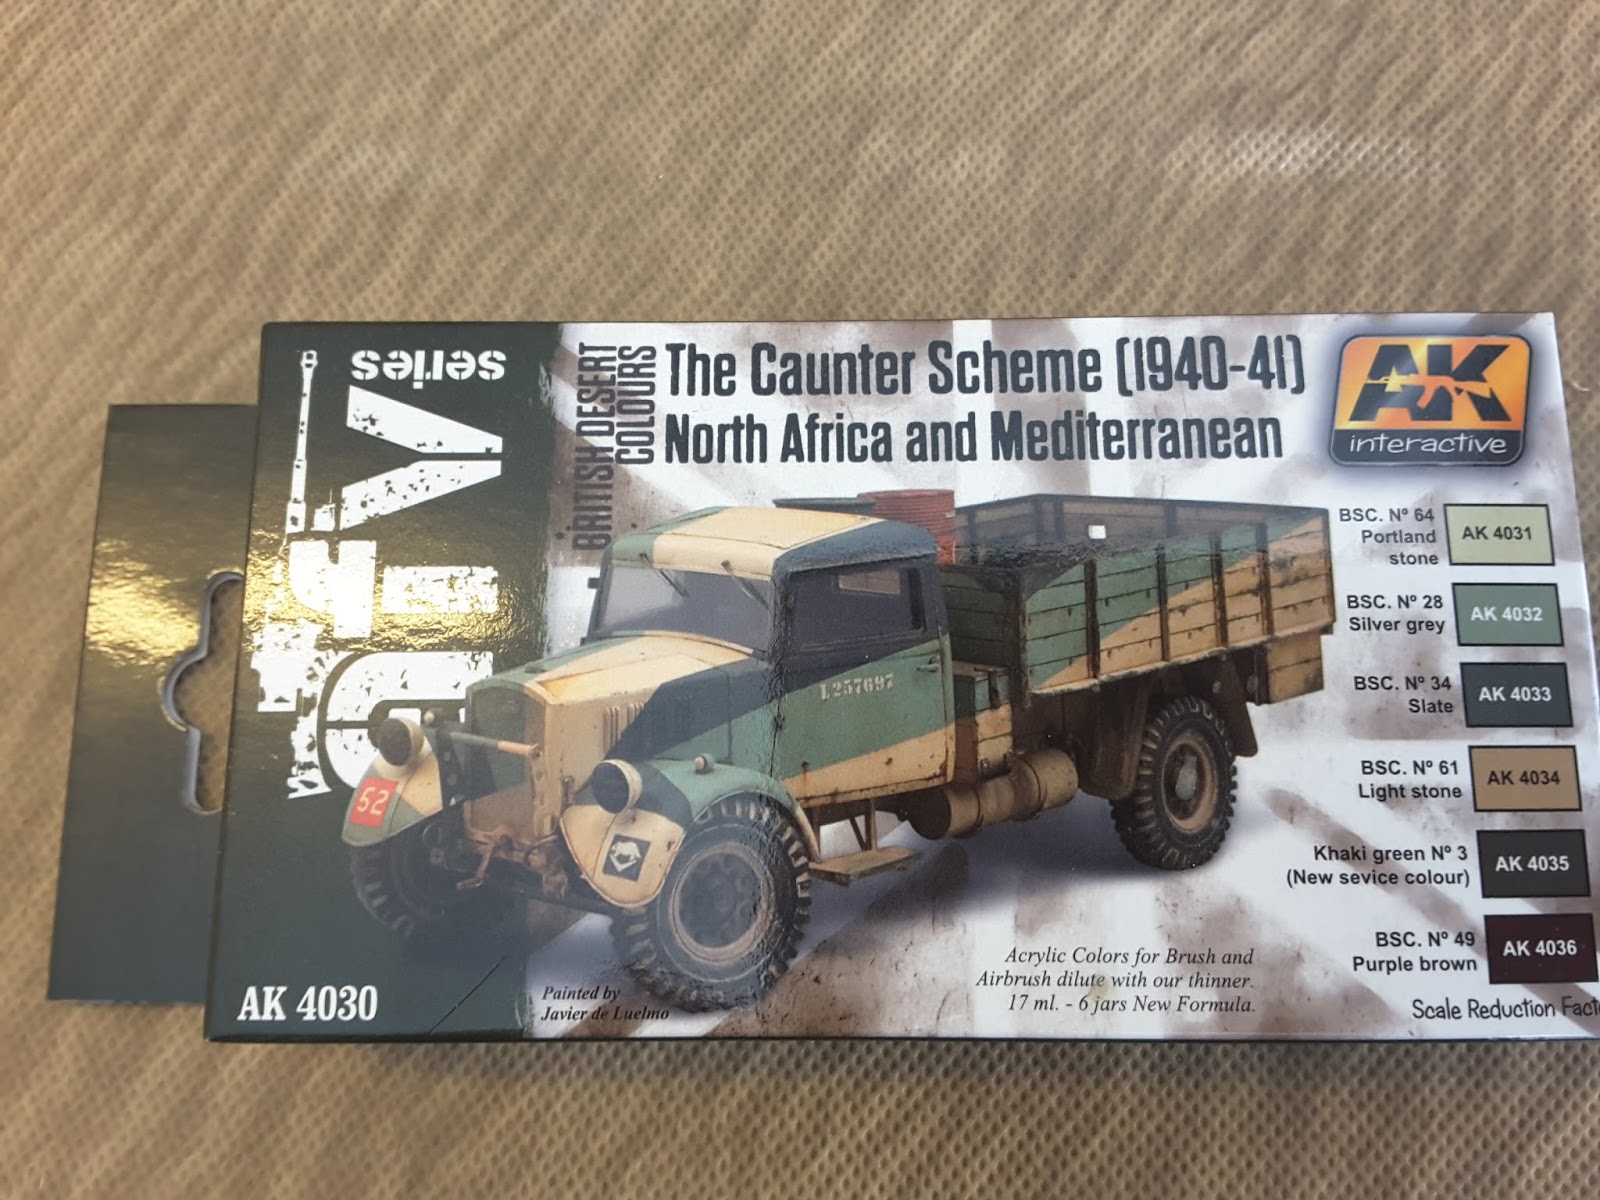 series
afv
BRITISH DESERT
COLOURS
The Caunter Scheme (1940-41)
North Africa and Mediterranean
AK
interactive
BSC. Nº 64
Portland
stone
AK 4031
BSC. Nº 28
Silver grey
AK 4032
BSC. Nº 34
Slate
AK 4033
BSC. Nº 61
Light stone
AK 4034
Khaki green Nº 3
(New sevice colour)
AK 4035
BSC. Nº 49
Purple brown
AK 4036
L257697
52
Acrylic Colors for Brush and
Airbrush dilute with our thinner.
17 ml. - 6 jars New Formula.
Painted by
Javier de Luelmo
AK 4030
Scale Reduction